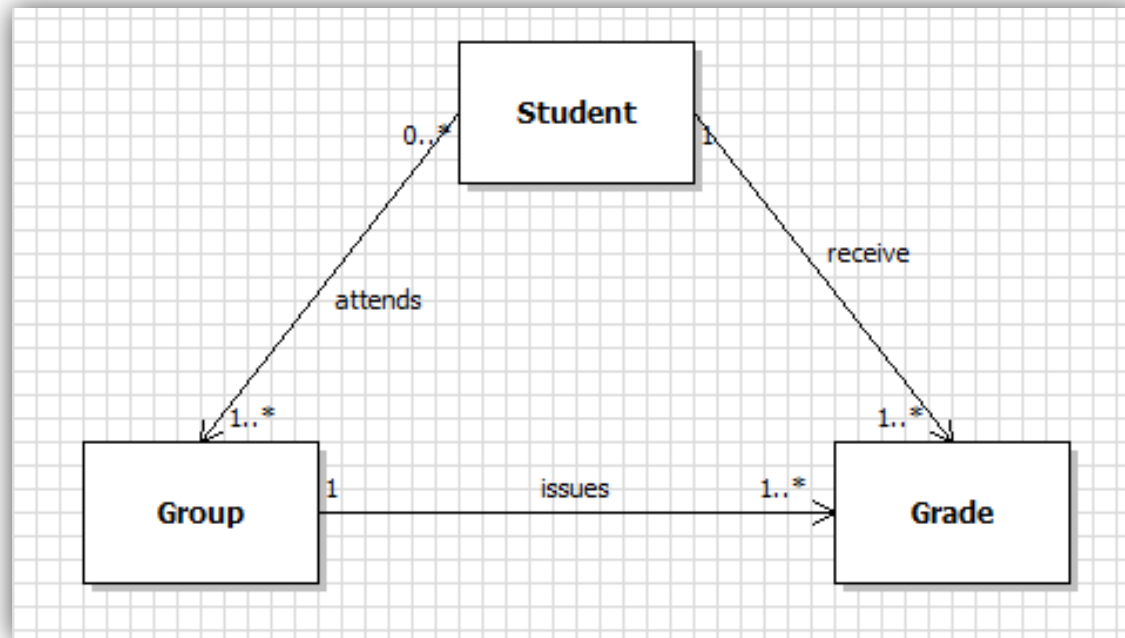 Student
0..*
1
receive
attends
1..*
1..*
1
issues
1..*
Group
Grade